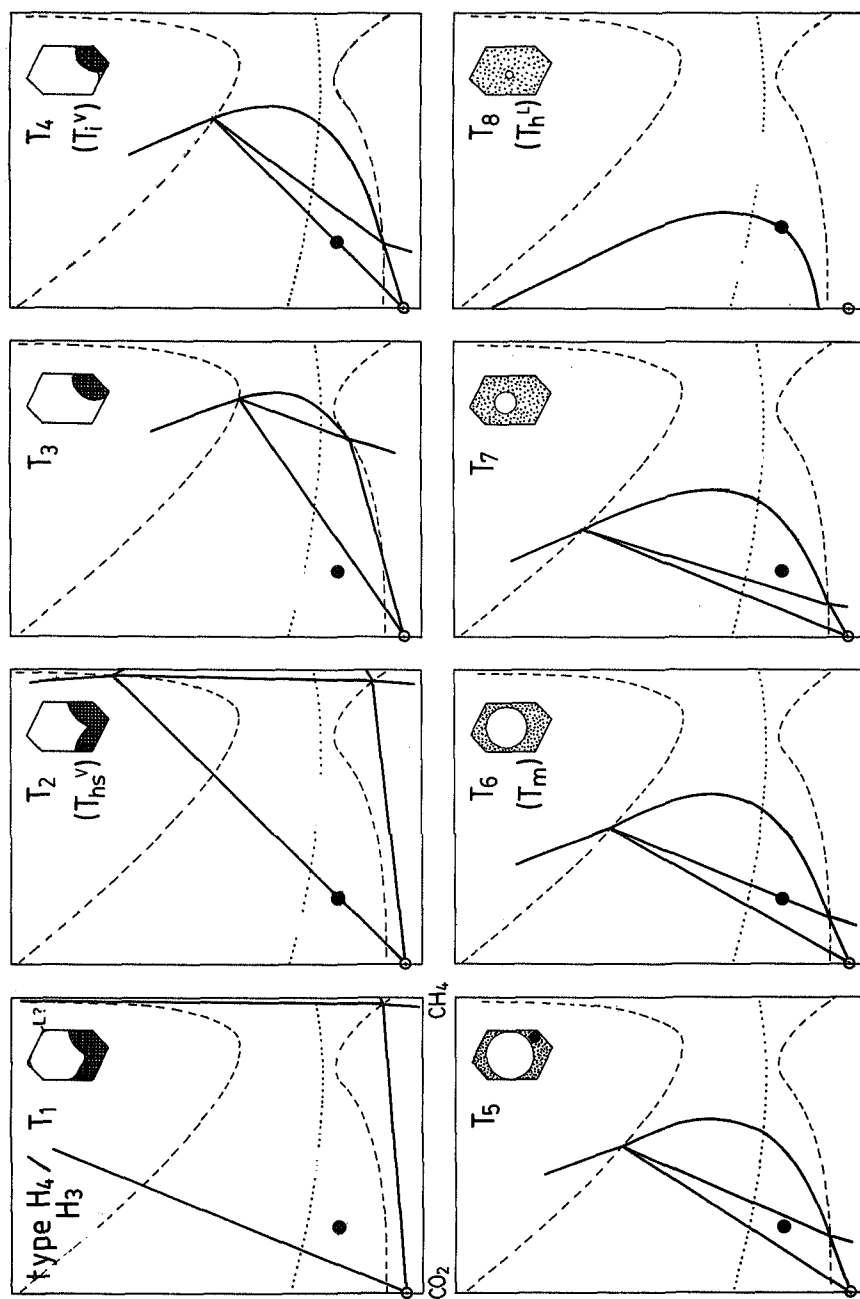 type H₄/
H₃
T₁
L?
CO₂
CH₄
T₂
(Tₕₛⱽ)
T₃
T₄
(Tᵢⱽ)
T₅
T₆
(Tₘ)
T₇
T₈
(Tₕᴸ)